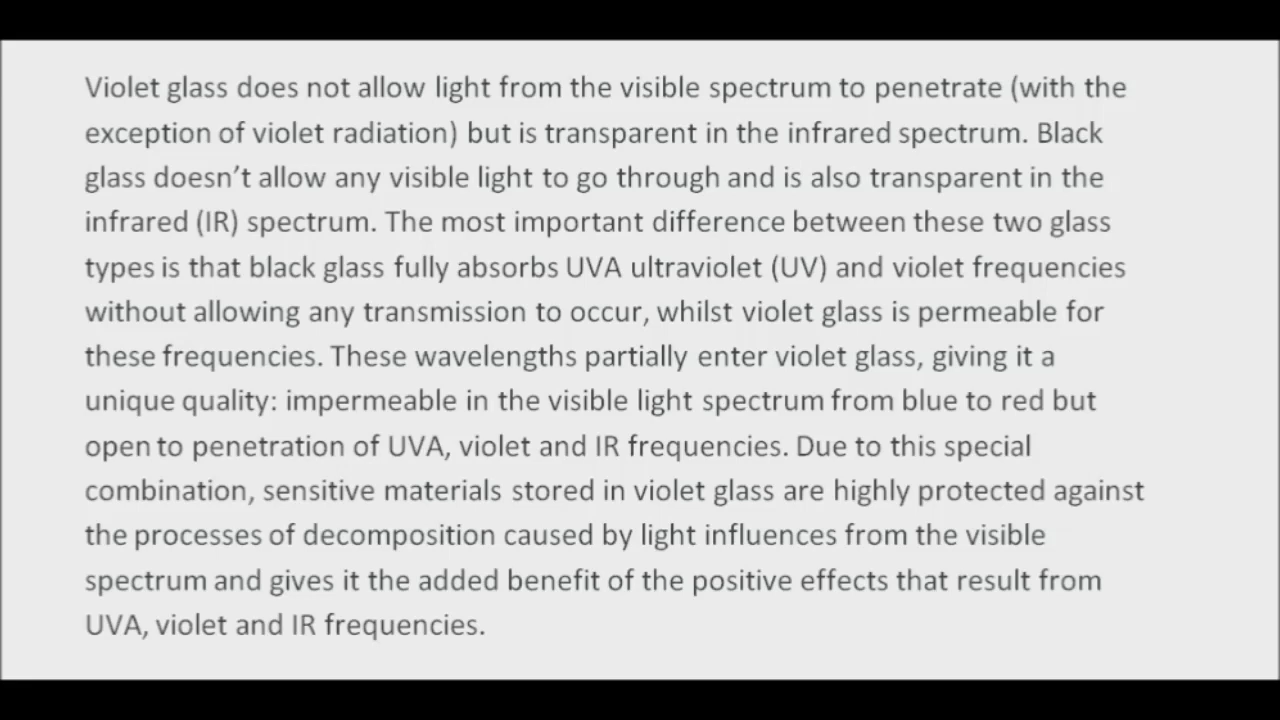 Violet glass does not allow light from the visible spectrum to penetrate (with the
exception of violet radiation) but is transparent in the infrared spectrum. Black
glass doesn’t allow any visible light to go through and is also transparent in the
infrared (IR) spectrum. The most important difference between these two glass
types is that black glass fully absorbs UVA ultraviolet (UV) and violet frequencies
without allowing any transmission to occur, whilst violet glass is permeable for
these frequencies. These wavelengths partially enter violet glass, giving it a
unique quality: impermeable in the visible light spectrum from blue to red but
open to penetration of UVA, violet and IR frequencies. Due to this special
combination, sensitive materials stored in violet glass are highly protected against
the processes of decomposition caused by light influences from the visible
spectrum and gives it the added benefit of the positive effects that result from
UVA, violet and IR frequencies.